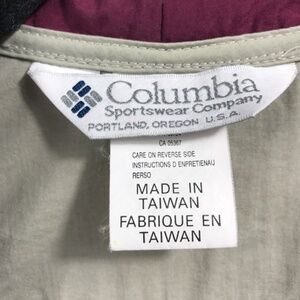 Columbia
Sportswear Company
PORTLAND, OREGON U.S.A.
CA 05367
CARE ON REVERSE SIDE
INSTRUCTIONS D ENPRETENIAU
RERSO
MADE IN
TAIWAN
FABRIQUE EN
TAIWAN